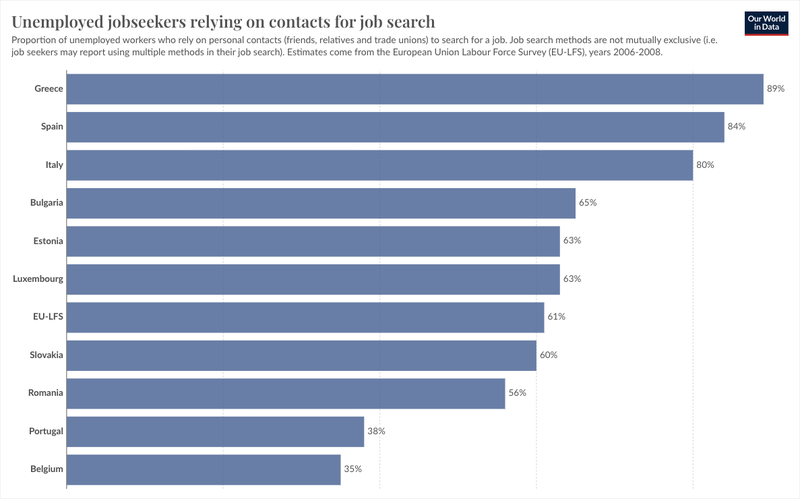 Unemployed jobseekers relying on contacts for job search
Our World
in Data
Proportion of unemployed workers who rely on personal contacts (friends, relatives and trade unions) to search for a job. Job search methods are not mutually exclusive (i.e.
job seekers may report using multiple methods in their job search). Estimates come from the European Union Labour Force Survey (EU-LFS), years 2006-2008.
Greece 89%
Spain 84%
Italy 80%
Bulgaria 65%
Estonia 63%
Luxembourg 63%
EU-LFS 61%
Slovakia 60%
Romania 56%
Portugal 38%
Belgium 35%